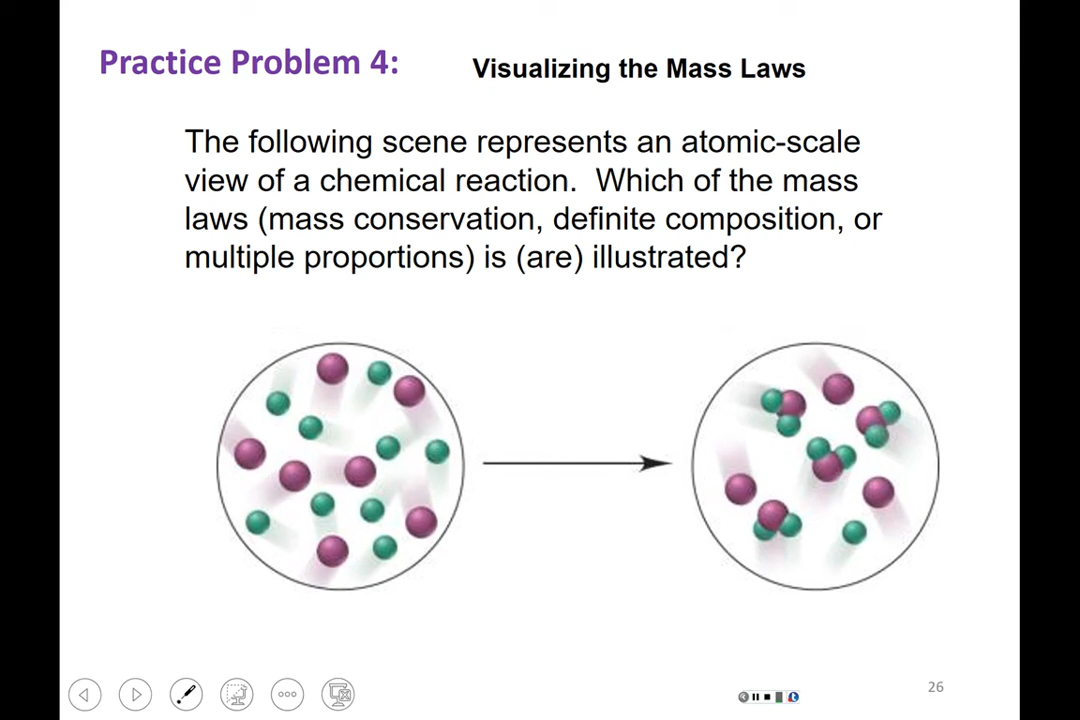 Practice Problem 4:
Visualizing the Mass Laws
The following scene represents an atomic-scale
view of a chemical reaction.  Which of the mass
laws (mass conservation, definite composition, or
multiple proportions) is (are) illustrated?
26